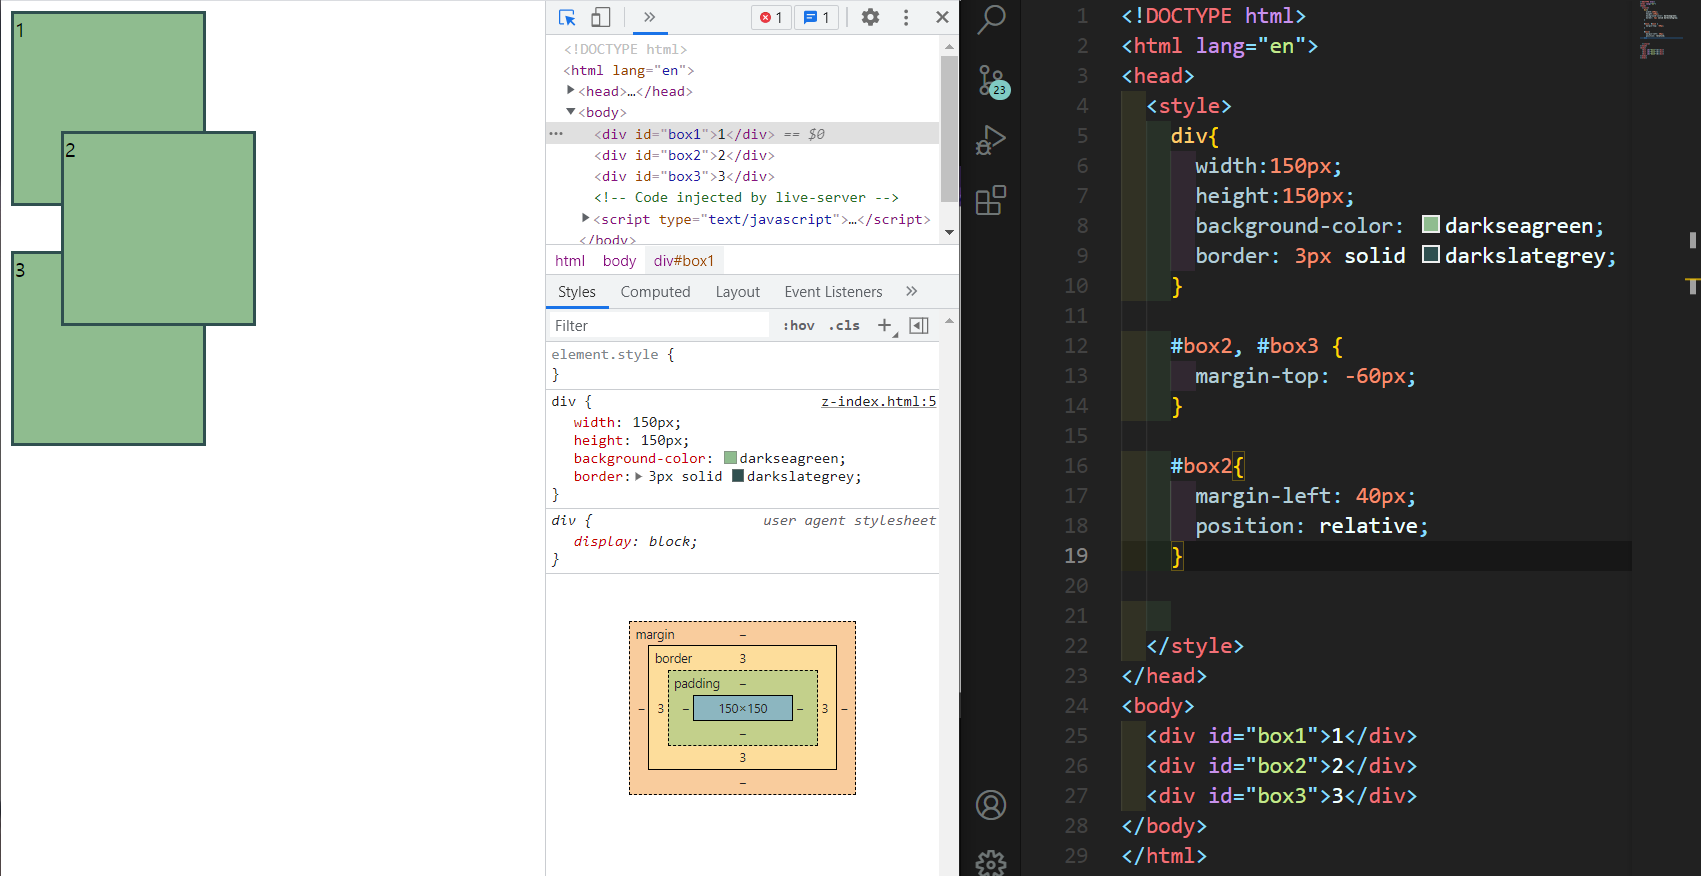 1
2
3
1
1
<!DOCTYPE html>
<html lang="en">
<head>…</head>
<body>
<div id="box1">1</div> == $0
<div id="box2">2</div>
<div id="box3">3</div>
<!-- Code injected by live-server -->
<script type="text/javascript">…</script>
</body>
html body div#box1
Styles Computed Layout Event Listeners »
Filter :hov .cls +
element.style {
}
div { z-index.html:5
width: 150px;
height: 150px;
background-color: darkseagreen;
border: 3px solid darkslategrey;
}
div { user agent stylesheet
display: block;
}
margin –
border 3
padding –
– 3 – 150×150 – 3 –
–
3
–
23
1 <!DOCTYPE html>
2 <html lang="en">
3 <head>
4 <style>
5 div{
6 width:150px;
7 height:150px;
8 background-color: darkseagreen;
9 border: 3px solid darkslategrey;
10 }
11
12 #box2, #box3 {
13 margin-top: -60px;
14 }
15
16 #box2{
17 margin-left: 40px;
18 position: relative;
19 }
20
21
22 </style>
23 </head>
24 <body>
25 <div id="box1">1</div>
26 <div id="box2">2</div>
27 <div id="box3">3</div>
28 </body>
29 </html>